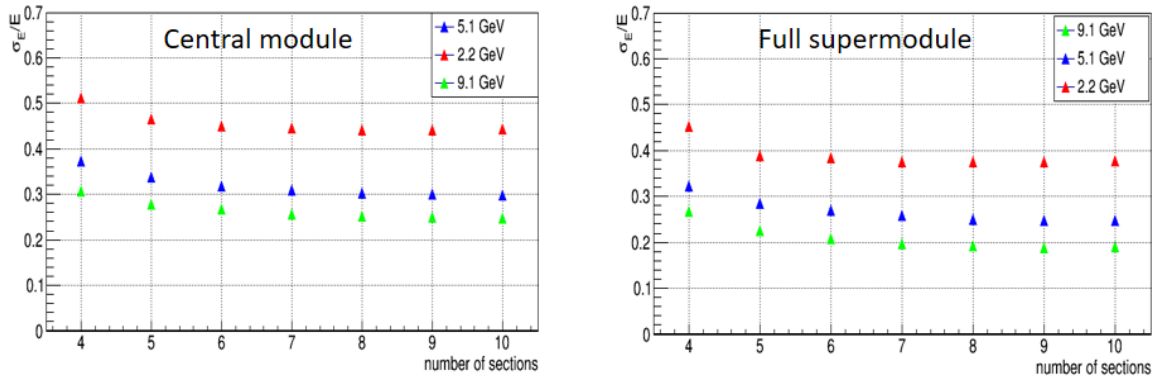 Central module
σ_E/E
0.7
0.6
0.5
0.4
0.3
0.2
0.1
0
5.1 GeV
2.2 GeV
9.1 GeV
4 5 6 7 8 9 10
number of sections
Full supermodule
σ_E/E
0.7
0.6
0.5
0.4
0.3
0.2
0.1
0
9.1 GeV
5.1 GeV
2.2 GeV
4 5 6 7 8 9 10
number of sections